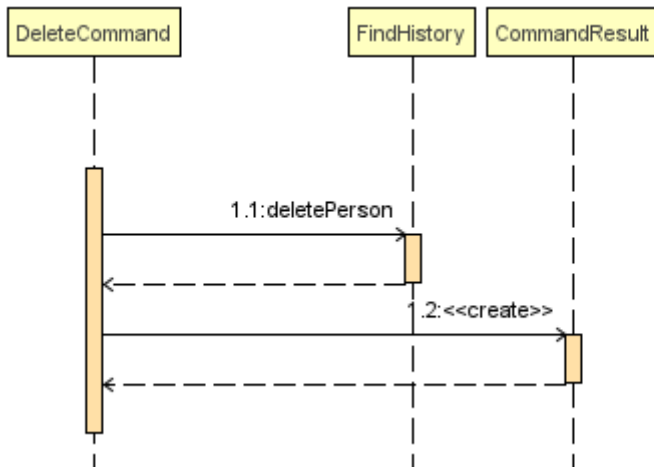 DeleteCommand
FindHistory
CommandResult
1.1:deletePerson
1.2:<<create>>